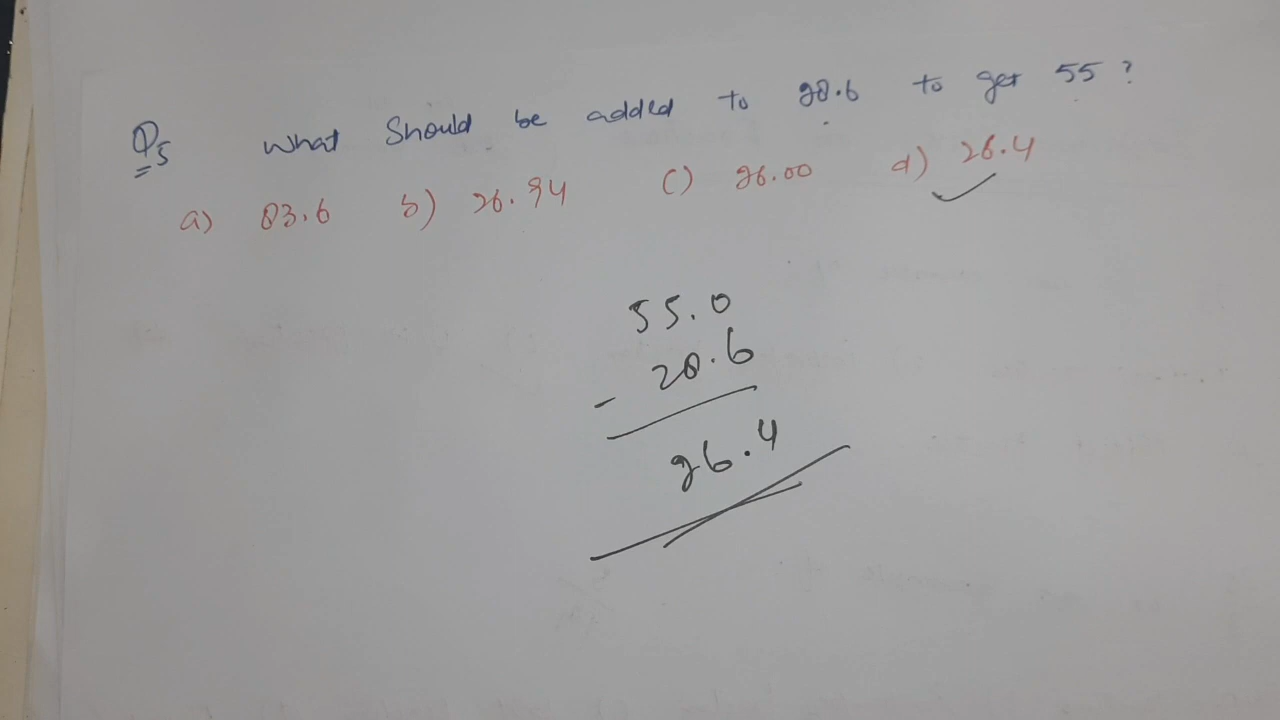 Q5 What should be added to 28.6 to get 55?
a) 83.6 b) 26.94 c) 26.00 d) 26.4
55.0
- 28.6
26.4